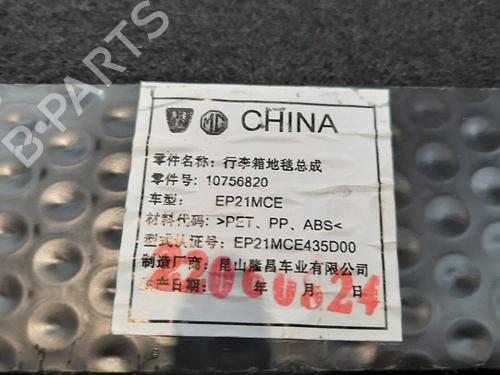 MG CHINA
零件名称: 行李箱地毯总成
零件号: 10756820
车型: EP21MCE
材料代码: >PET、PP、ABS<
型式认证号: EP21MCE435D00
制造厂商: 昆山隆昌车业有限公司
生产日期: 年 月 日
B-PARTS